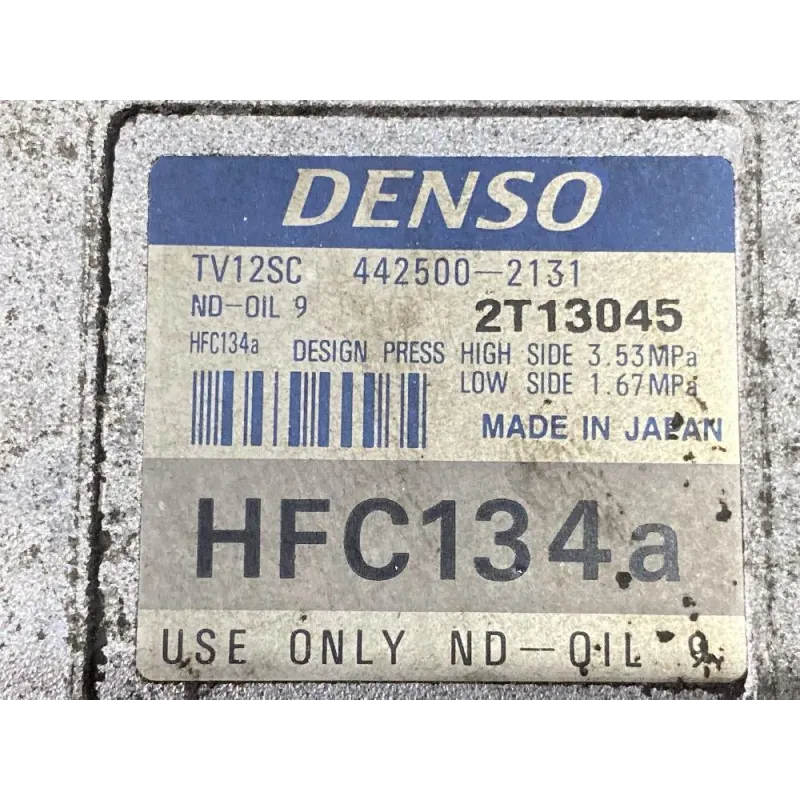 DENSO
TV12SC 442500-2131
ND-OIL 9 2T13045
HFC134a DESIGN PRESS HIGH SIDE 3.53MPa
LOW SIDE 1.67MPa
MADE IN JAPAN
HFC134a
USE ONLY ND-OIL 9